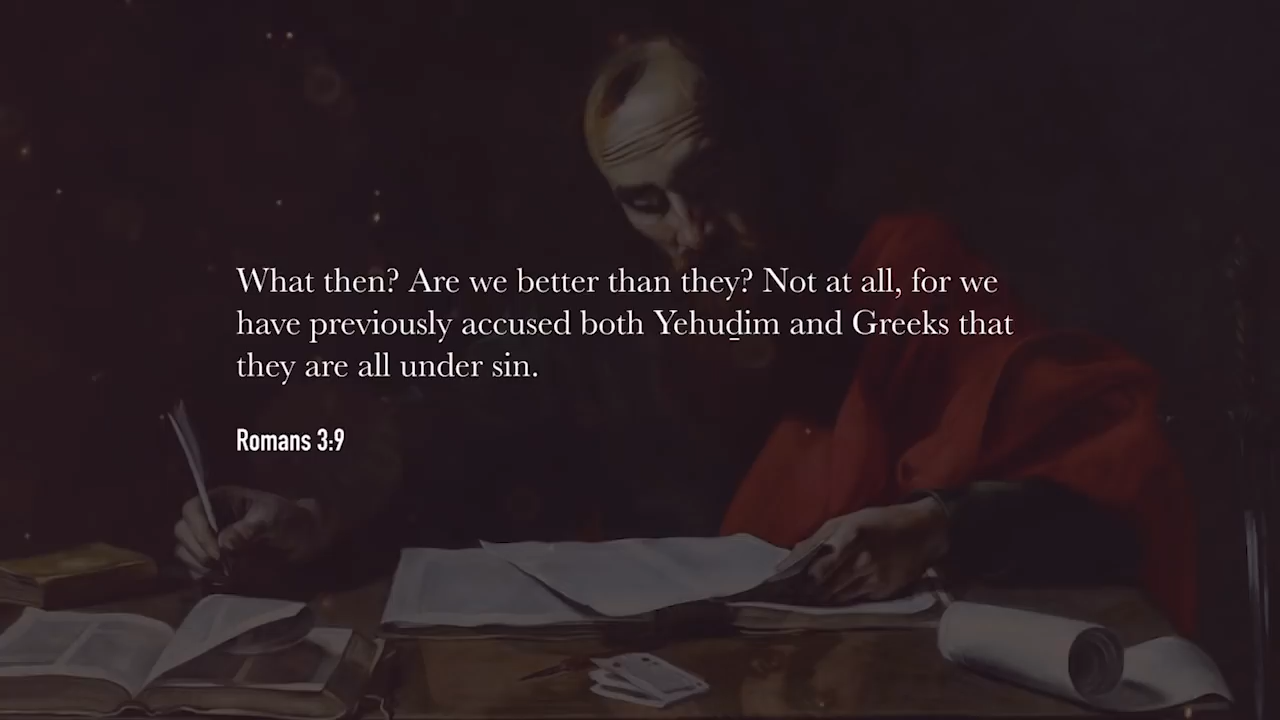 What then? Are we better than they? Not at all, for we
have previously accused both Yehuḏim and Greeks that
they are all under sin.
Romans 3:9